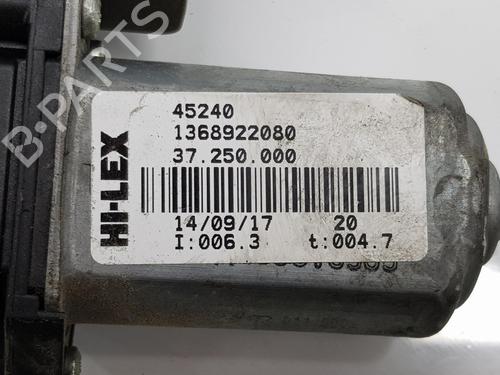 HI-LEX
45240
1368922080
37.250.000
14/09/17 20
I:006.3 t:004.7
B-PARTS